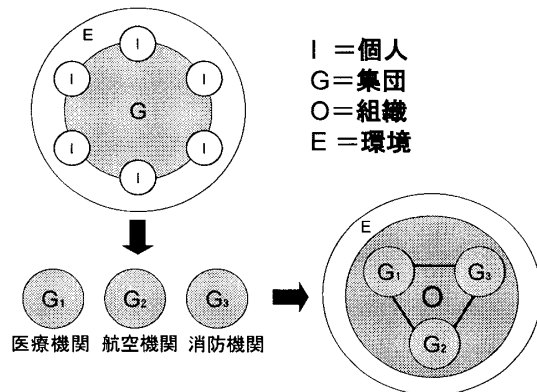 E
I
I I
G
I I
I
I =個人
G=集団
O=組織
E=環境
G1 G2 G3
医療機関 航空機関 消防機関
E
G1 G3
O
G2